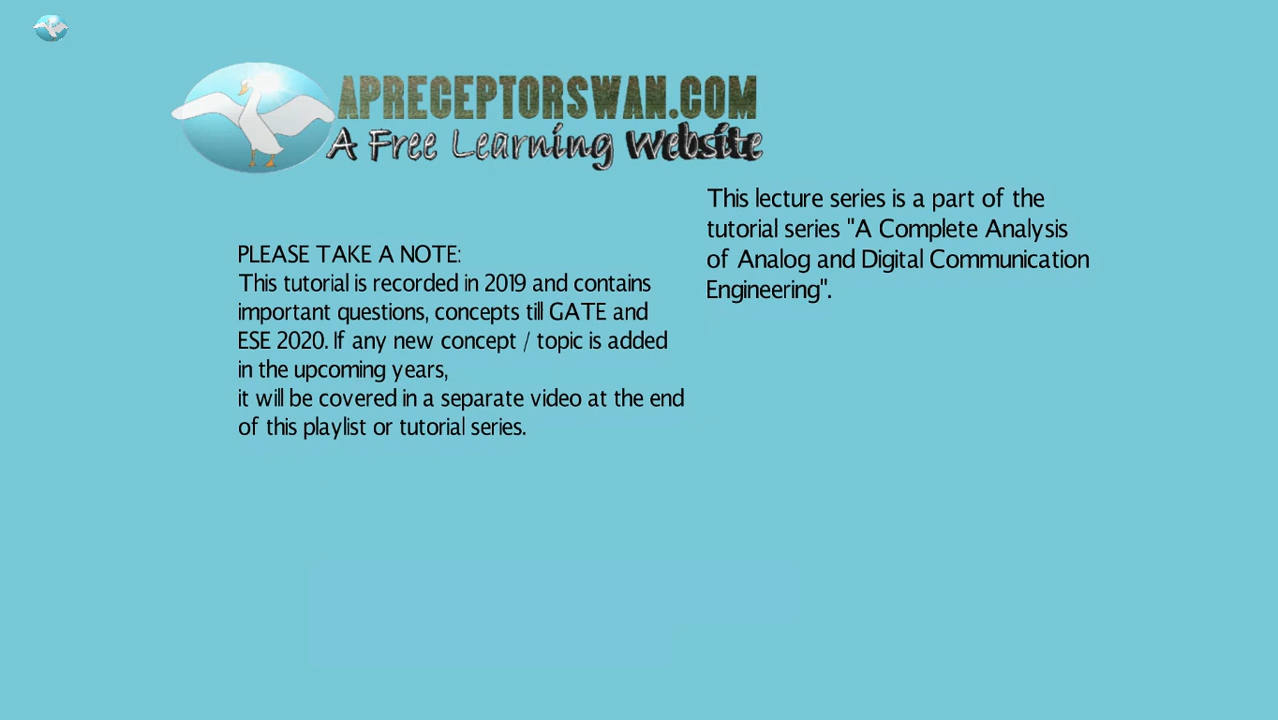 APRECEPTORSWAN.COM
A Free Learning Website
This lecture series is a part of the
tutorial series "A Complete Analysis
of Analog and Digital Communication
Engineering".
PLEASE TAKE A NOTE:
This tutorial is recorded in 2019 and contains
important questions, concepts till GATE and
ESE 2020. If any new concept / topic is added
in the upcoming years,
it will be covered in a separate video at the end
of this playlist or tutorial series.